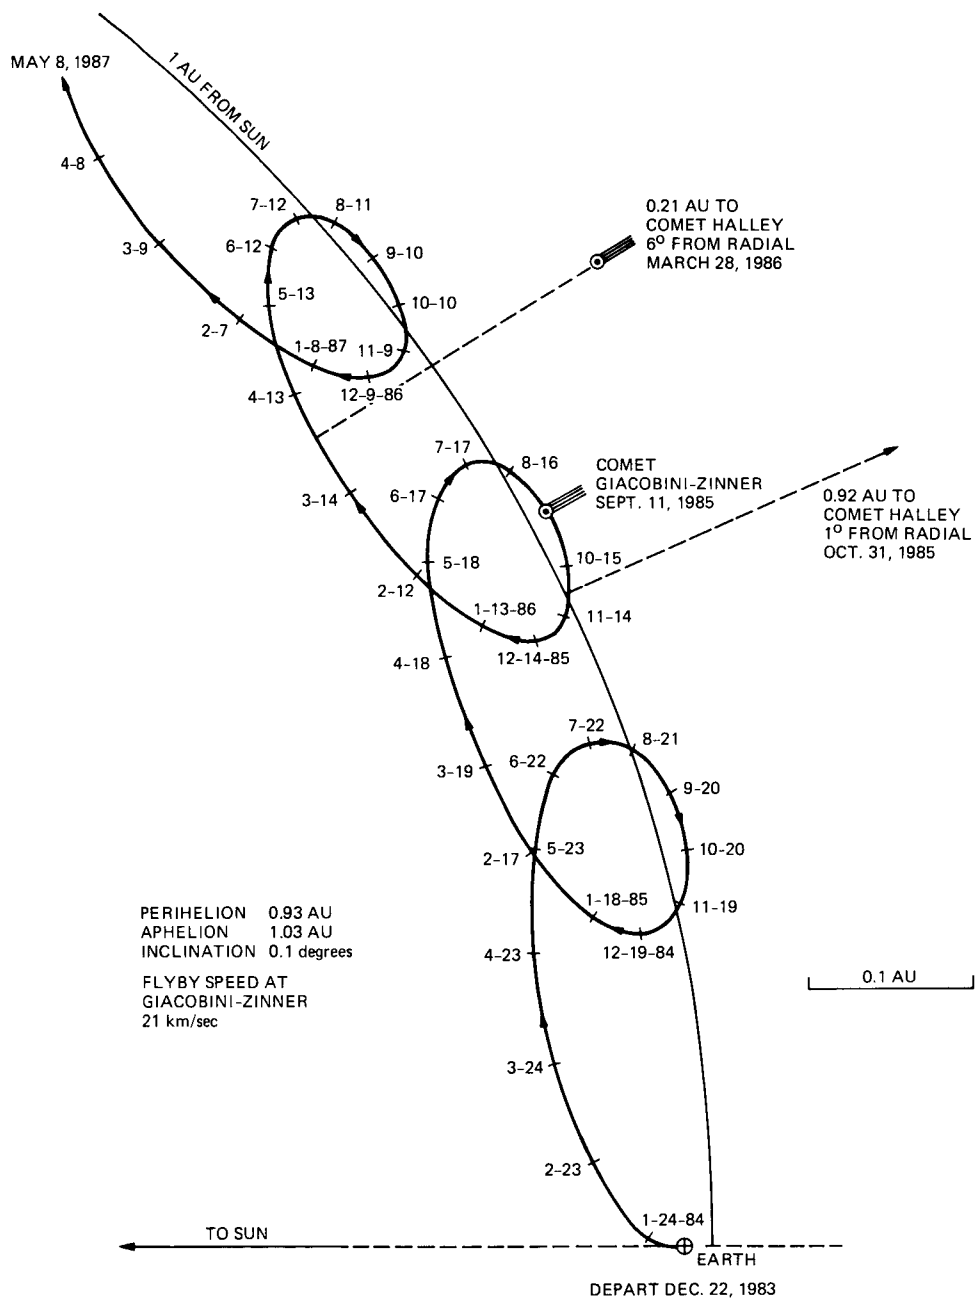 MAY 8, 1987
1 AU FROM SUN
4-8
7-12
8-11
0.21 AU TO
COMET HALLEY
6° FROM RADIAL
MARCH 28, 1986
3-9
6-12
9-10
5-13
10-10
2-7
1-8-87
11-9
4-13
12-9-86
7-17
8-16
COMET
GIACOBINI-ZINNER
SEPT. 11, 1985
0.92 AU TO
COMET HALLEY
1° FROM RADIAL
OCT. 31, 1985
3-14
6-17
5-18
10-15
2-12
1-13-86
11-14
4-18
12-14-85
7-22
8-21
3-19
6-22
9-20
2-17
5-23
10-20
1-18-85
11-19
4-23
12-19-84
PERIHELION 0.93 AU
APHELION 1.03 AU
INCLINATION 0.1 degrees
FLYBY SPEED AT
GIACOBINI-ZINNER
21 km/sec
0.1 AU
3-24
2-23
1-24-84
TO SUN
EARTH
DEPART DEC. 22, 1983